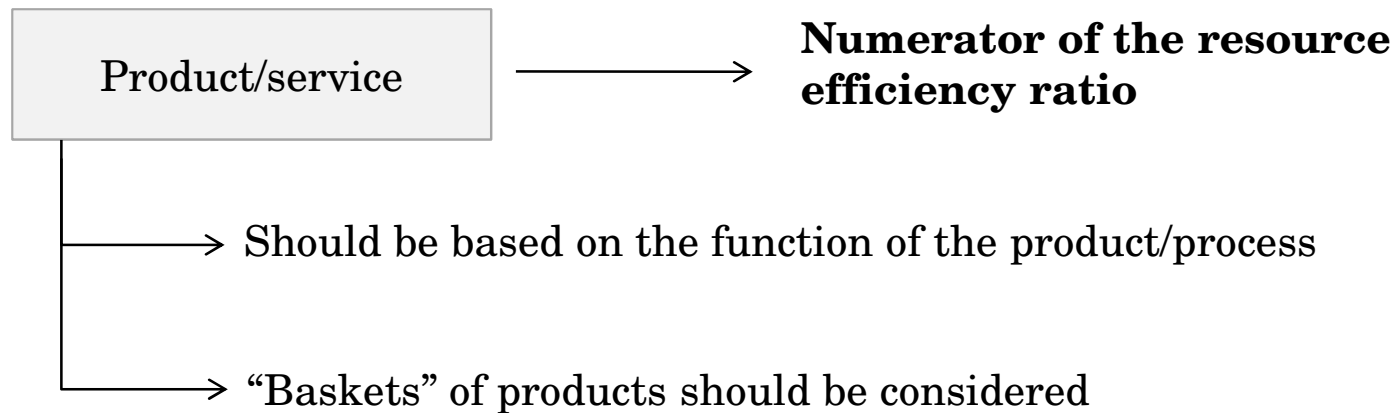 Product/service
Numerator of the resource
efficiency ratio
Should be based on the function of the product/process
“Baskets” of products should be considered